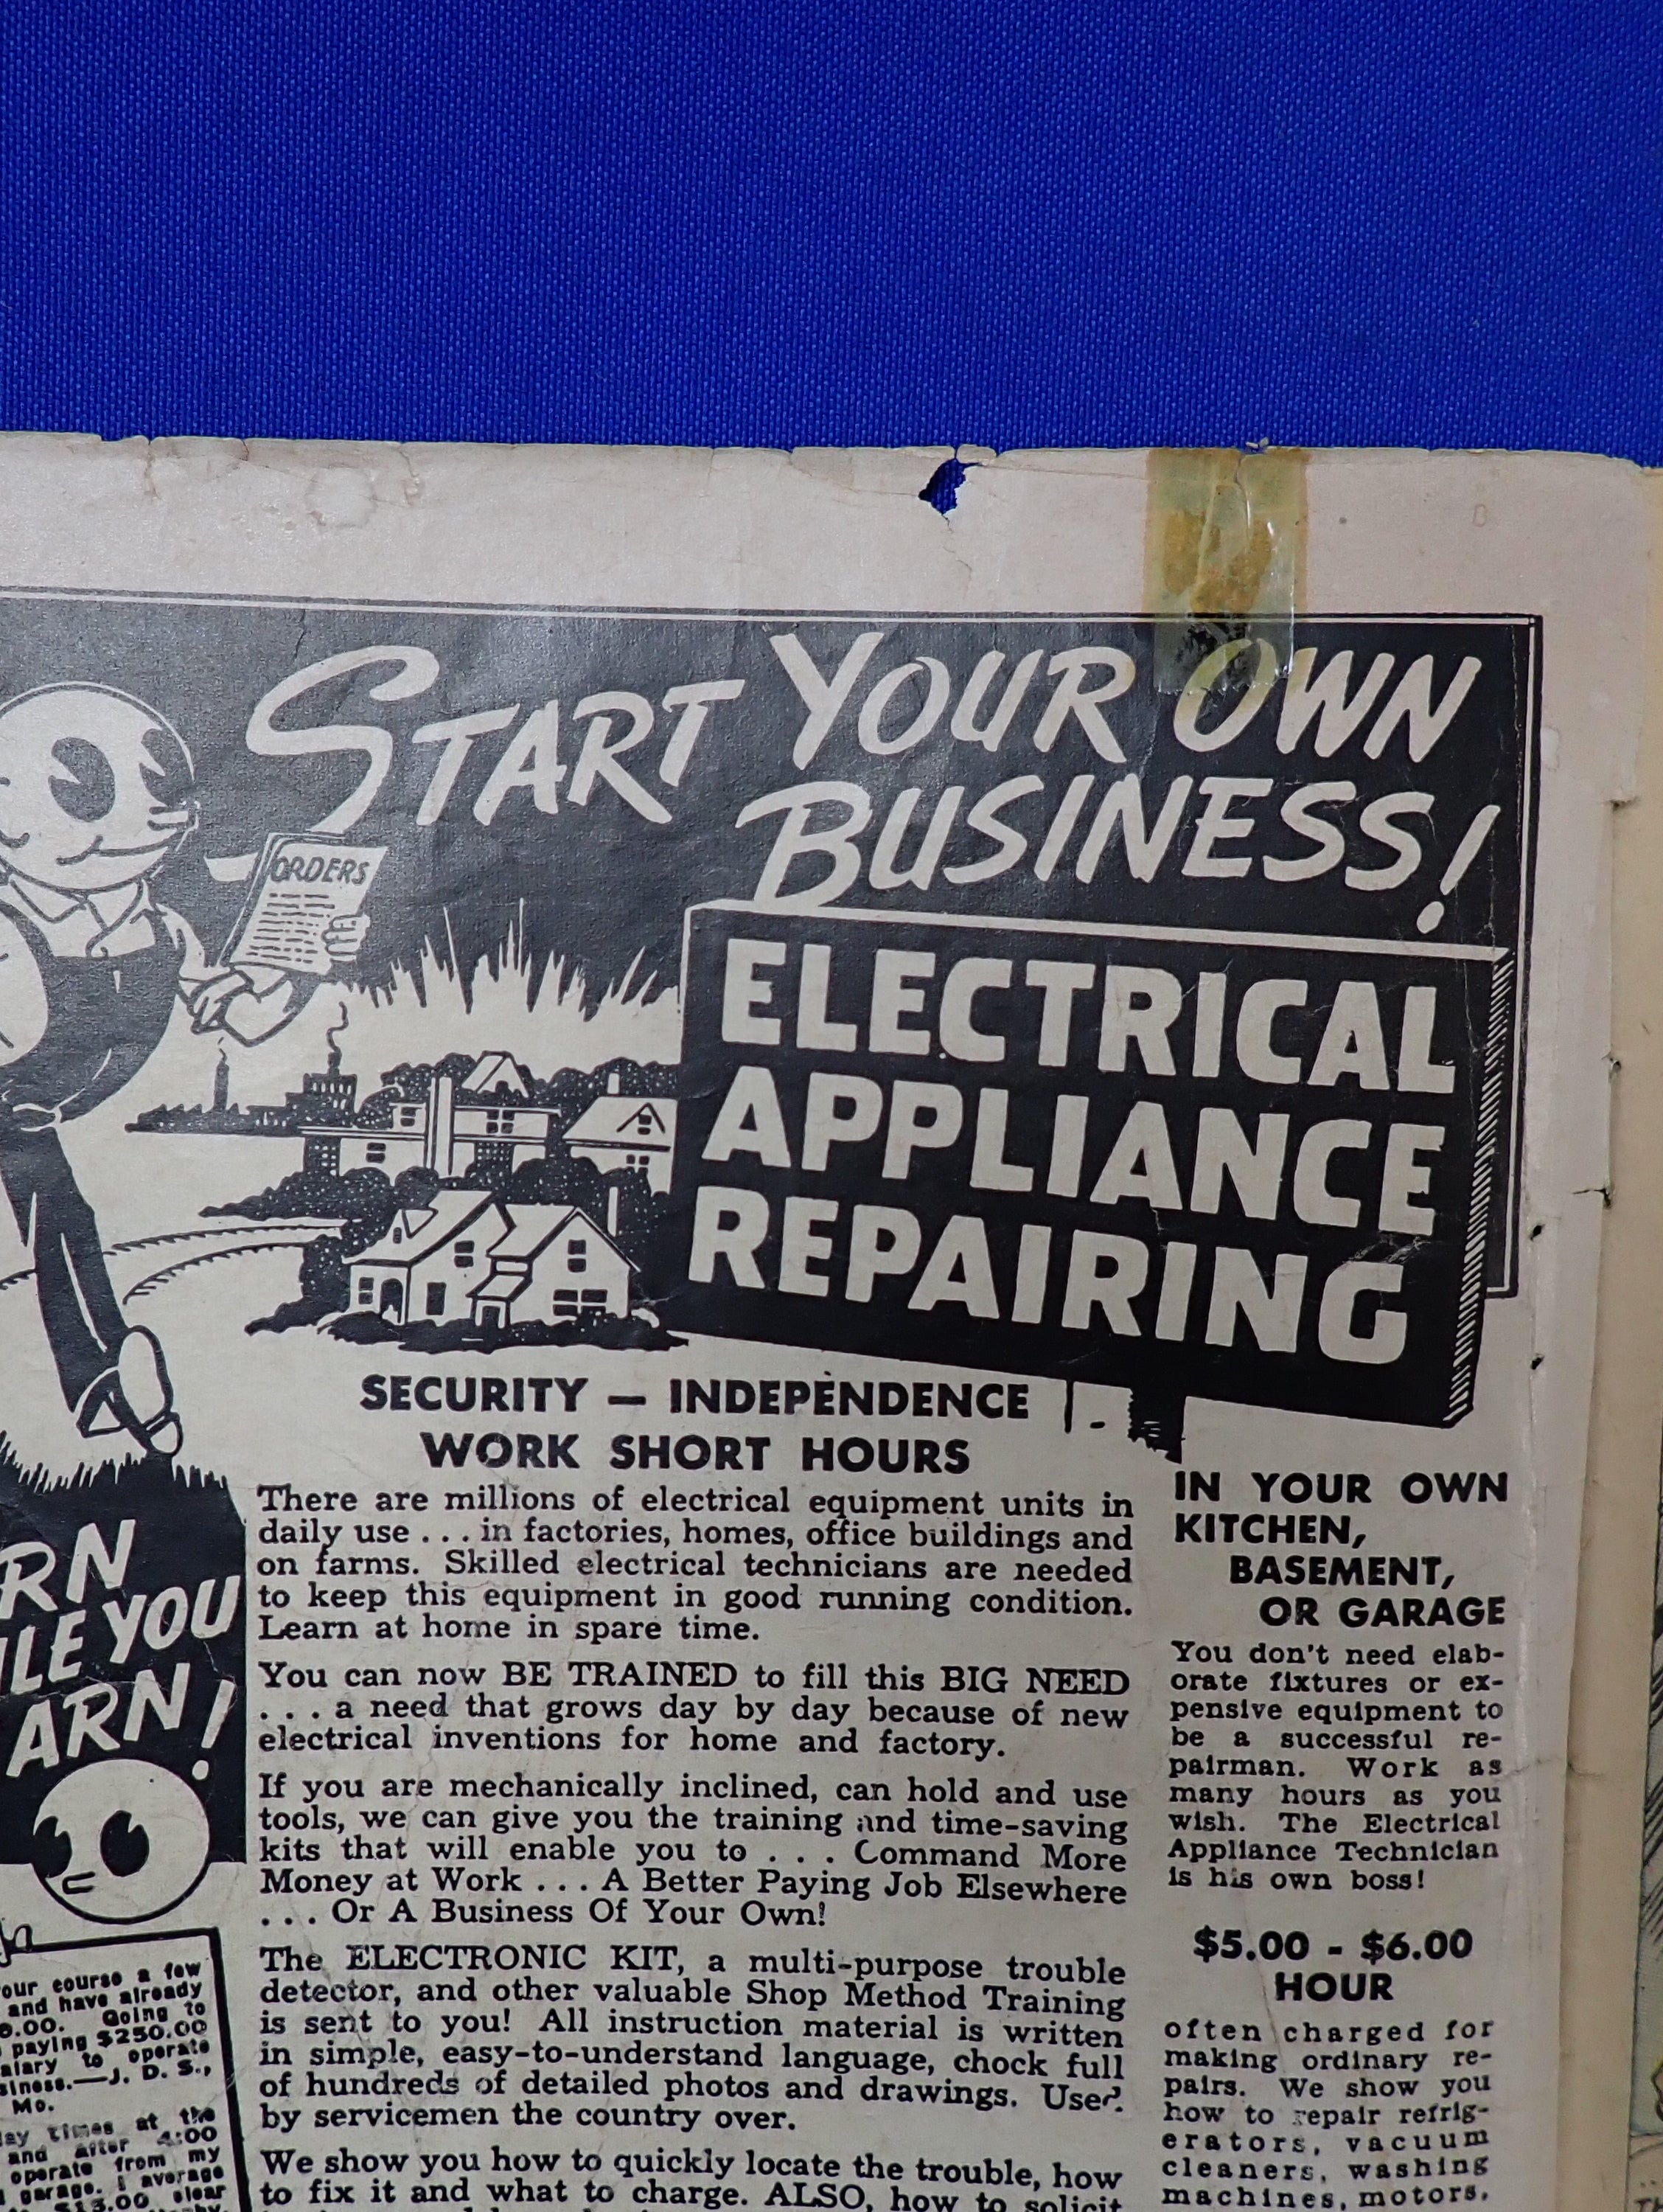 START YOUR OWN
BUSINESS!
ORDERS
ELECTRICAL
APPLIANCE
REPAIRING
SECURITY — INDEPENDENCE
WORK SHORT HOURS
There are millions of electrical equipment units in
daily use . . . in factories, homes, office buildings and
on farms. Skilled electrical technicians are needed
to keep this equipment in good running condition.
Learn at home in spare time.
You can now BE TRAINED to fill this BIG NEED
. . . a need that grows day by day because of new
electrical inventions for home and factory.
If you are mechanically inclined, can hold and use
tools, we can give you the training and time-saving
kits that will enable you to . . . Command More
Money at Work . . . A Better Paying Job Elsewhere
. . . Or A Business Of Your Own!
The ELECTRONIC KIT, a multi-purpose trouble
detector, and other valuable Shop Method Training
is sent to you! All instruction material is written
in simple, easy-to-understand language, chock full
of hundreds of detailed photos and drawings. Used
by servicemen the country over.
We show you how to quickly locate the trouble, how
to fix it and what to charge. ALSO, how to solicit
IN YOUR OWN
KITCHEN,
BASEMENT,
OR GARAGE
You don't need elab-
orate fixtures or ex-
pensive equipment to
be a successful re-
pairman. Work as
many hours as you
wish. The Electrical
Appliance Technician
is his own boss!
$5.00 - $6.00
HOUR
often charged for
making ordinary re-
pairs. We show you
how to repair refrig-
erators, vacuum
cleaners, washing
machines, motors,
RN
ILE YOU
ARN!
our course a few
and have already
0.00. Going to
paying $250.00
alary to operate
siness.—J. D. S.,
Mo.
ay times at the
and after 4:00
operate from my
garage. I average
$13.00, clear